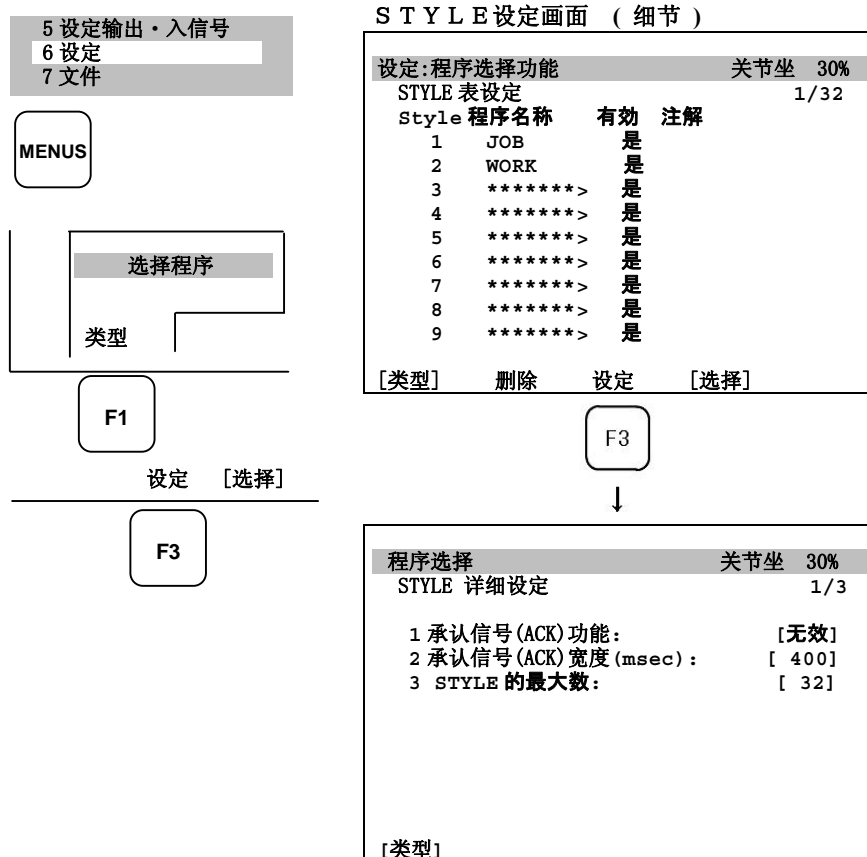 5 设定输出・入信号
6 设定
7 文件
MENUS
选择程序
类型
F1
设定 [选择]
F3
ＳＴＹＬＥ设定画面 ( 细节 )
设定:程序选择功能 关节坐 30%
STYLE 表设定 1/32
Style 程序名称 有効 注解
1 JOB 是
2 WORK 是
3 *******> 是
4 *******> 是
5 *******> 是
6 *******> 是
7 *******> 是
8 *******> 是
9 *******> 是
[类型] 删除 设定 [选择]
F3
↓
程序选择 关节坐 30%
STYLE 详细设定 1/3
1 承认信号(ACK)功能: [无效]
2 承认信号(ACK)宽度(msec): [ 400]
3 STYLE 的最大数: [ 32]
[类型]